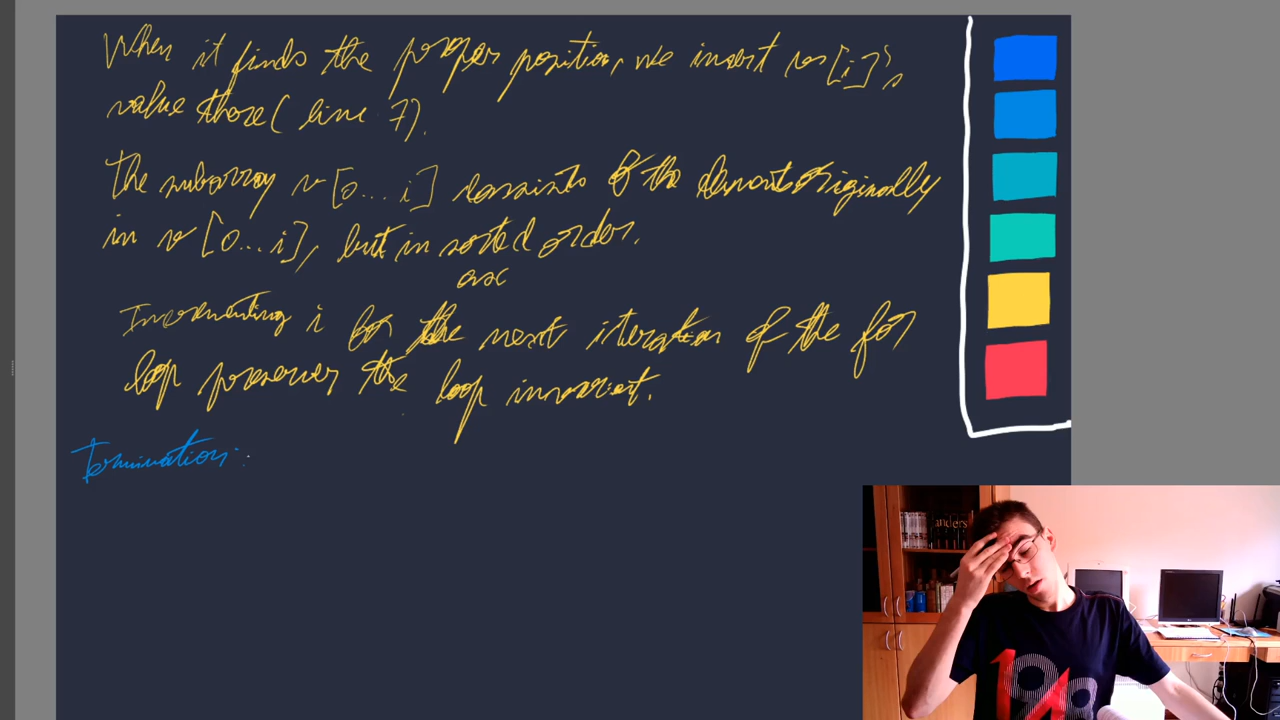 When it finds the proper position, we insert v[i]'s
value those( line 7).
The subarray v[0...i] consists of the elements originally
in v[0...i], but in sorted order.
asc
Incrementing i for the next iteration of the for
loop preserves the loop invariant.
Termination:
anders